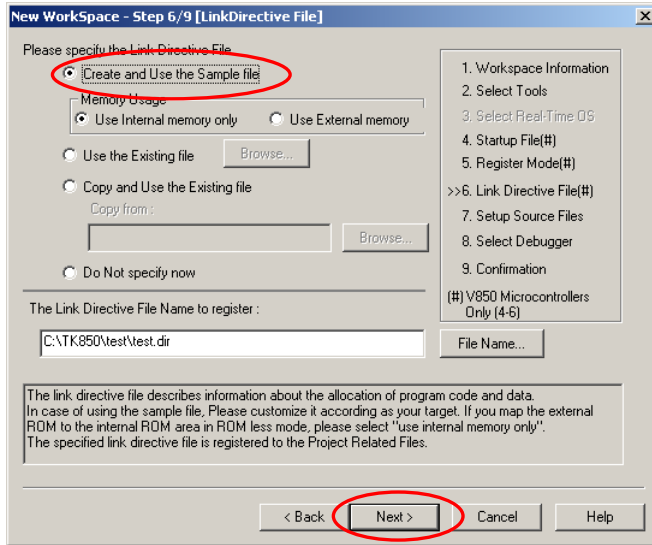 New WorkSpace - Step 6/9 [LinkDirective File]
Please specify the Link Directive File
Create and Use the Sample file
Memory Usage
Use Internal memory only
Use External memory
Use the Existing file
Browse...
Copy and Use the Existing file
Copy from :
Browse...
Do Not specify now
1. Workspace Information
2. Select Tools
3. Select Real-Time OS
4. Startup File(#)
5. Register Mode(#)
>>6. Link Directive File(#)
7. Setup Source Files
8. Select Debugger
9. Confirmation
(#) V850 Microcontrollers
Only (4-6)
The Link Directive File Name to register :
C:\TK850\test\test.dir
File Name...
The link directive file describes information about the allocation of program code and data.
In case of using the sample file, Please customize it according as your target. If you map the external
ROM to the internal ROM area in ROM less mode, please select "use internal memory only".
The specified link directive file is registered to the Project Related Files.
< Back
Next >
Cancel
Help